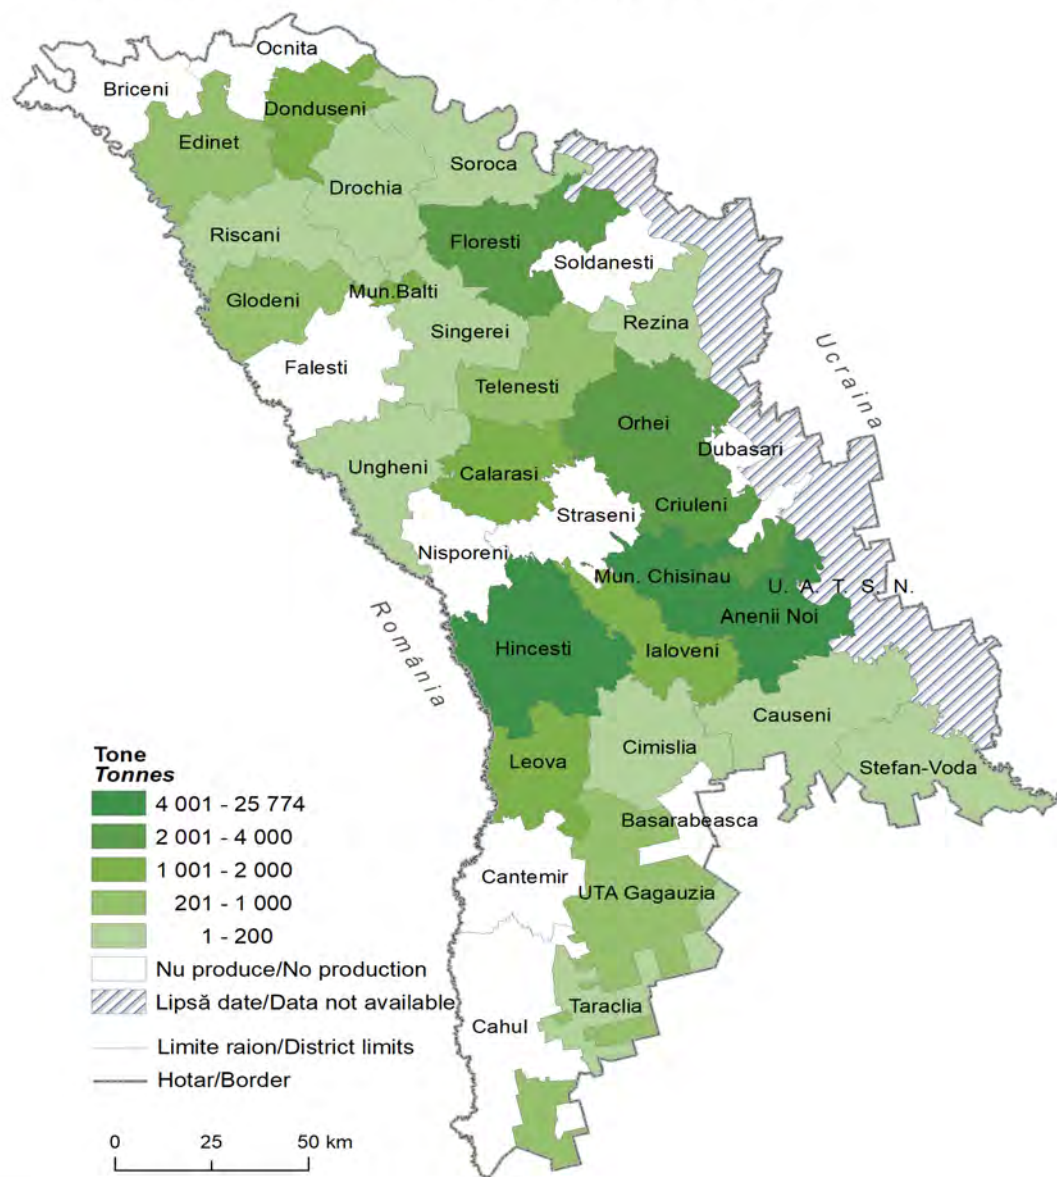 Ocnita
Briceni
Donduseni
Edinet
Soroca
Drochia
Riscani
Floresti
Soldanesti
Glodeni
Mun.Balti
Rezina
Singerei
Ucraina
Falesti
Telenesti
Orhei
Dubasari
Ungheni
Calarasi
Criuleni
Straseni
Nisporeni
Mun. Chisinau
U. A. T. S. N.
Anenii Noi
România
Hincesti
Ialoveni
Causeni
Cimislia
Leova
Stefan-Voda
Basarabeasca
Cantemir
UTA Gagauzia
Taraclia
Cahul
Tone
Tonnes
4 001 - 25 774
2 001 - 4 000
1 001 - 2 000
201 - 1 000
1 - 200
Nu produce/No production
Lipsă date/Data not available
Limite raion/District limits
Hotar/Border
0 25 50 km